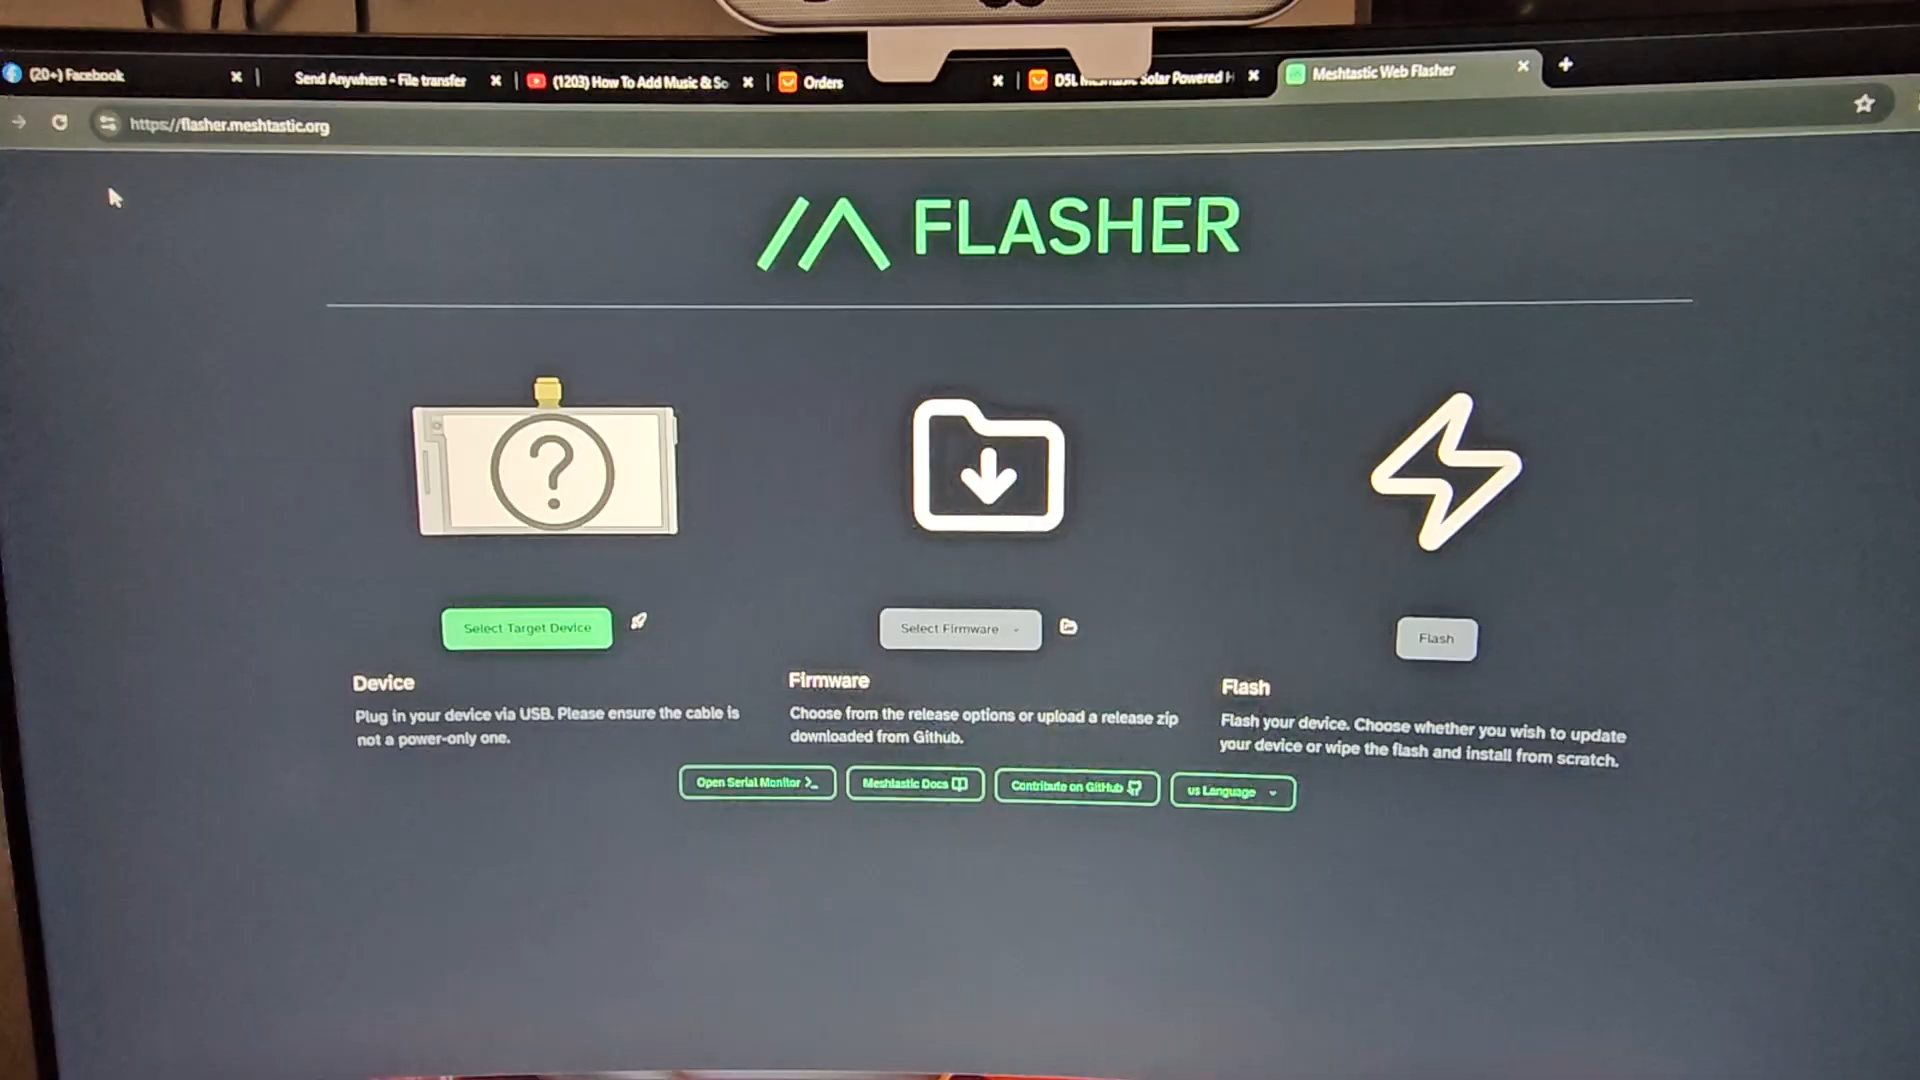 (20+) Facebook
Send Anywhere - File transfer
(1203) How To Add Music & So
Orders
D5L Solar Powered H
Meshtastic Web Flasher
https://flasher.meshtastic.org
FLASHER
Select Target Device
Select Firmware
Flash
Device
Plug in your device via USB. Please ensure the cable is
not a power-only one.
Firmware
Choose from the release options or upload a release zip
downloaded from Github.
Flash
Flash your device. Choose whether you wish to update
your device or wipe the flash and install from scratch.
Open Serial Monitor >_
Meshtastic Docs
Contribute on GitHub
us Language